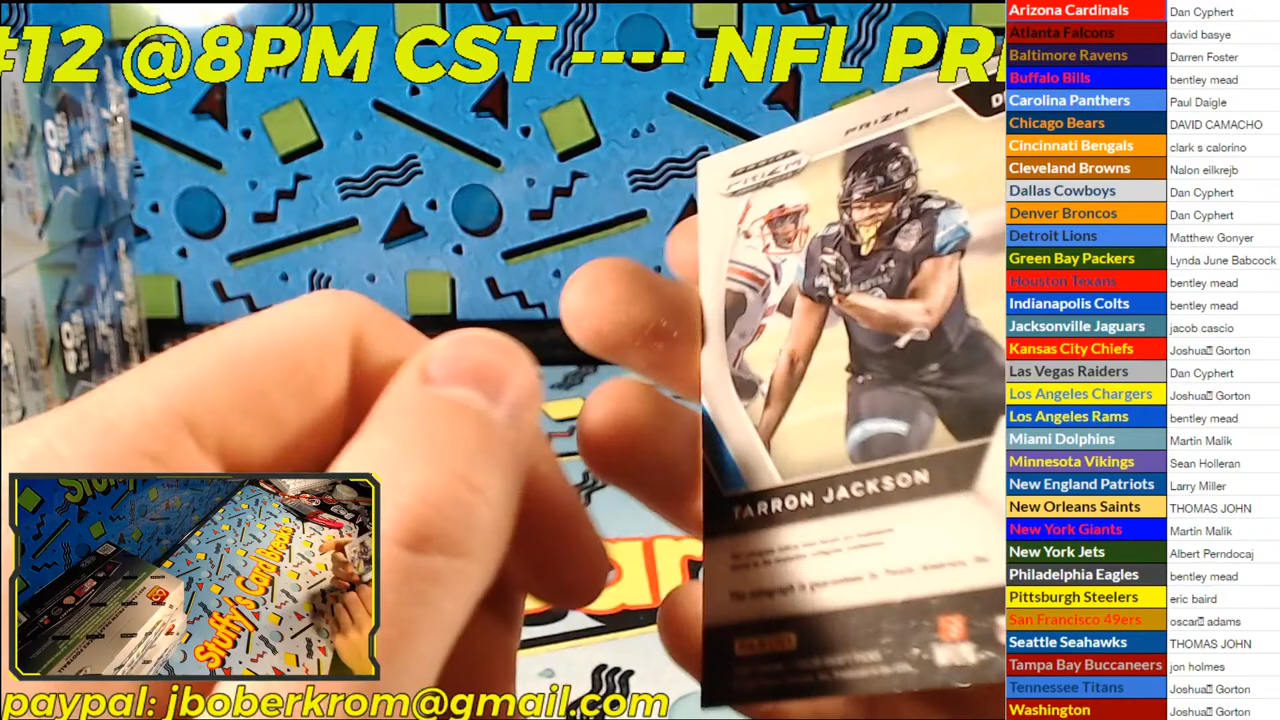 #12 @8PM CST ---- NFL PR
PRIZM
PRIZM
TARRON JACKSON
PANINI
Stuffy's Card Breaks
paypal: jboberkrom@gmail.com
Arizona Cardinals Dan Cyphert
Atlanta Falcons david basye
Baltimore Ravens Darren Foster
Buffalo Bills bentley mead
Carolina Panthers Paul Daigle
Chicago Bears DAVID CAMACHO
Cincinnati Bengals clark s calorino
Cleveland Browns Nalon eilkrejb
Dallas Cowboys Dan Cyphert
Denver Broncos Dan Cyphert
Detroit Lions Matthew Gonyer
Green Bay Packers Lynda June Babcock
Houston Texans bentley mead
Indianapolis Colts bentley mead
Jacksonville Jaguars jacob cascio
Kansas City Chiefs Joshua Gorton
Las Vegas Raiders Dan Cyphert
Los Angeles Chargers Joshua Gorton
Los Angeles Rams bentley mead
Miami Dolphins Martin Malik
Minnesota Vikings Sean Holleran
New England Patriots Larry Miller
New Orleans Saints THOMAS JOHN
New York Giants Martin Malik
New York Jets Albert Perndocaj
Philadelphia Eagles bentley mead
Pittsburgh Steelers eric baird
San Francisco 49ers oscar adams
Seattle Seahawks THOMAS JOHN
Tampa Bay Buccaneers jon holmes
Tennessee Titans Joshua Gorton
Washington Joshua Gorton